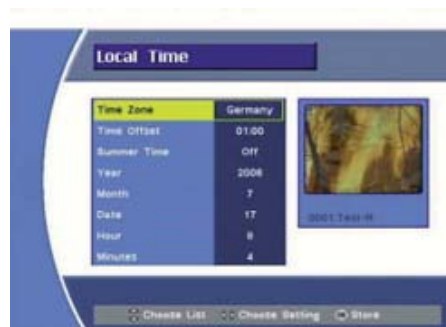 Local Time
Time Zone Germany
Time Offset 01:00
Summer Time Off
Year 2008
Month 7
Date 17
Hour 8
Minutes 4
0001.Test-R
Choose List Choose Setting Store